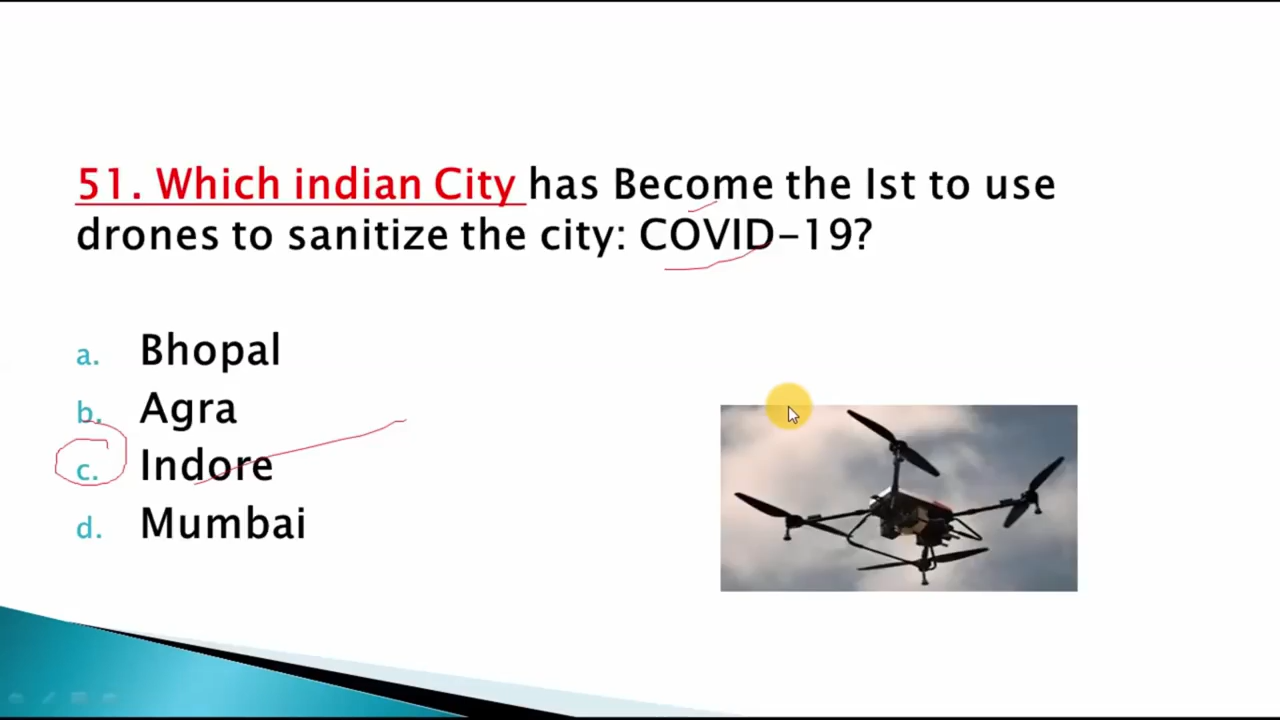 51. Which indian City has Become the Ist to use
drones to sanitize the city: COVID-19?
a. Bhopal
b. Agra
c. Indore
d. Mumbai